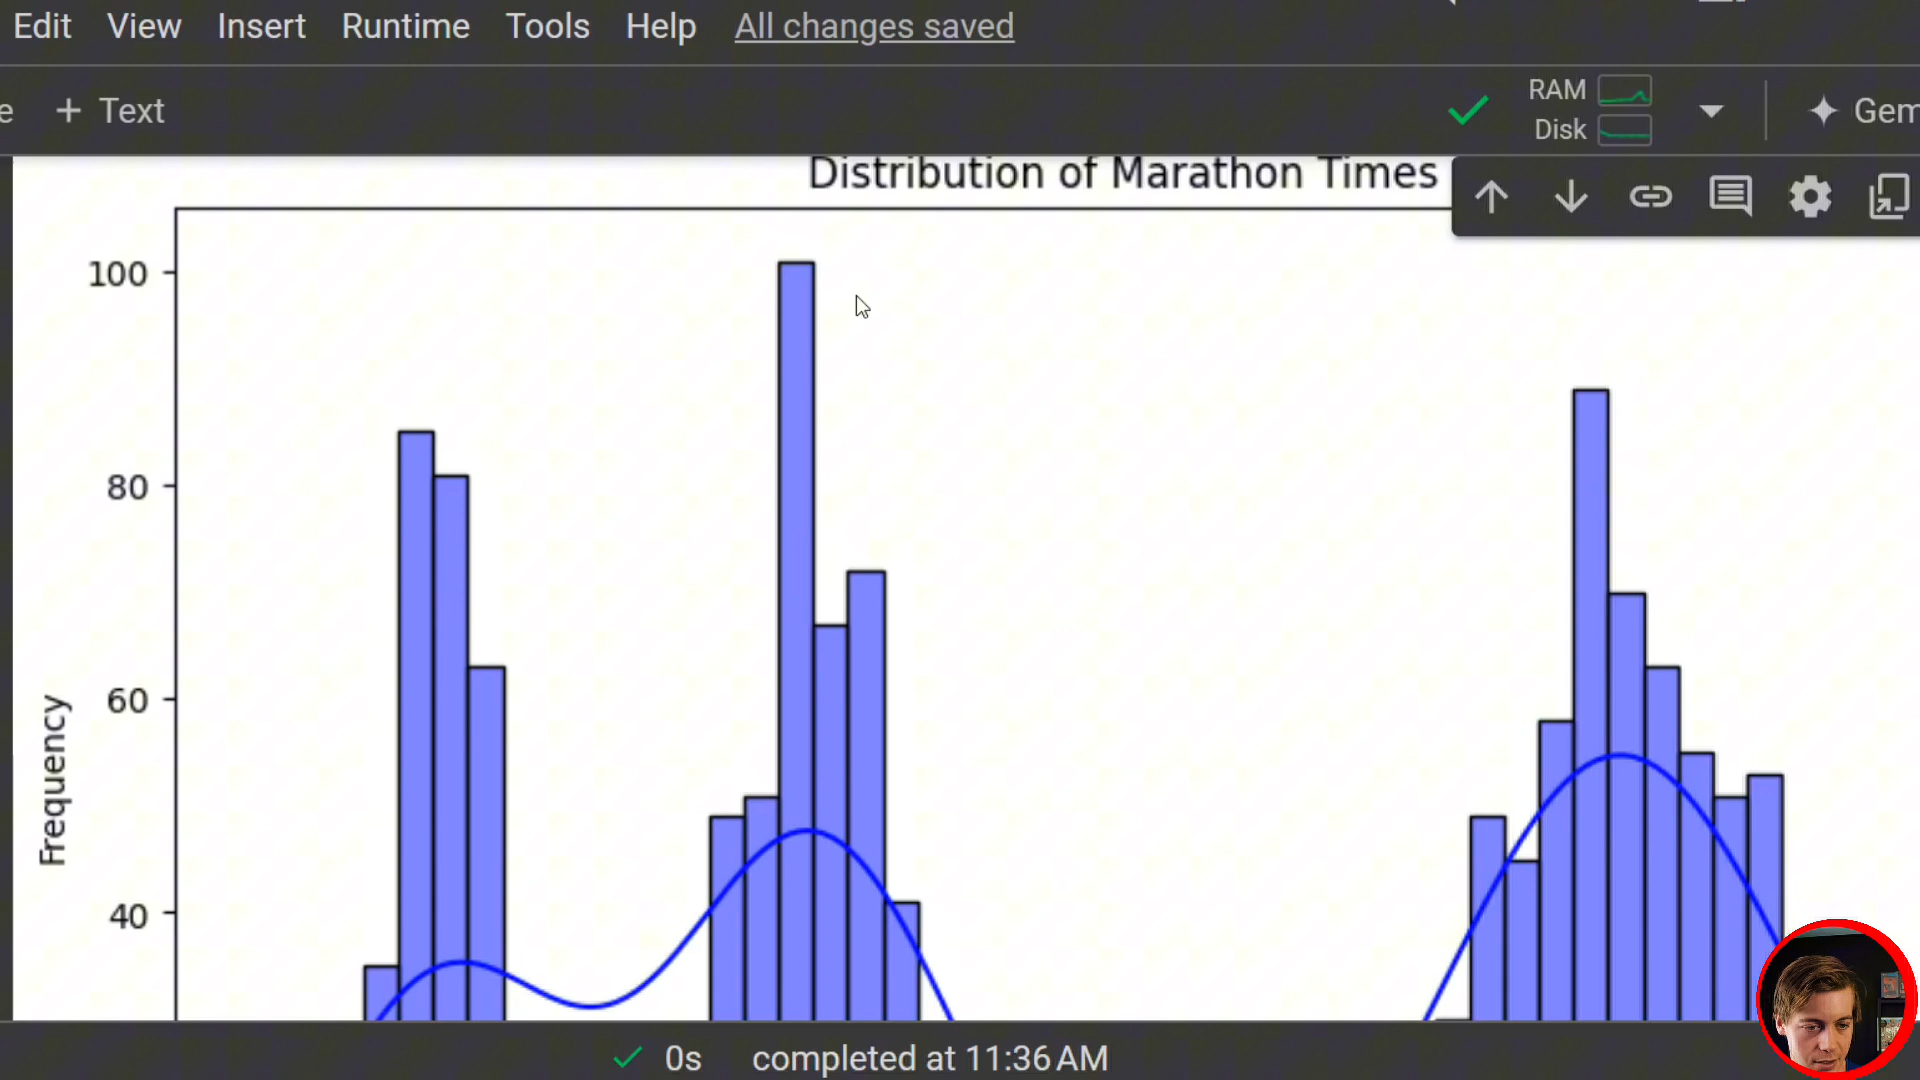 Edit View Insert Runtime Tools Help All changes saved
e + Text
RAM
Disk
Gem
Distribution of Marathon Times
100
80
60
40
Frequency
0s completed at 11:36 AM